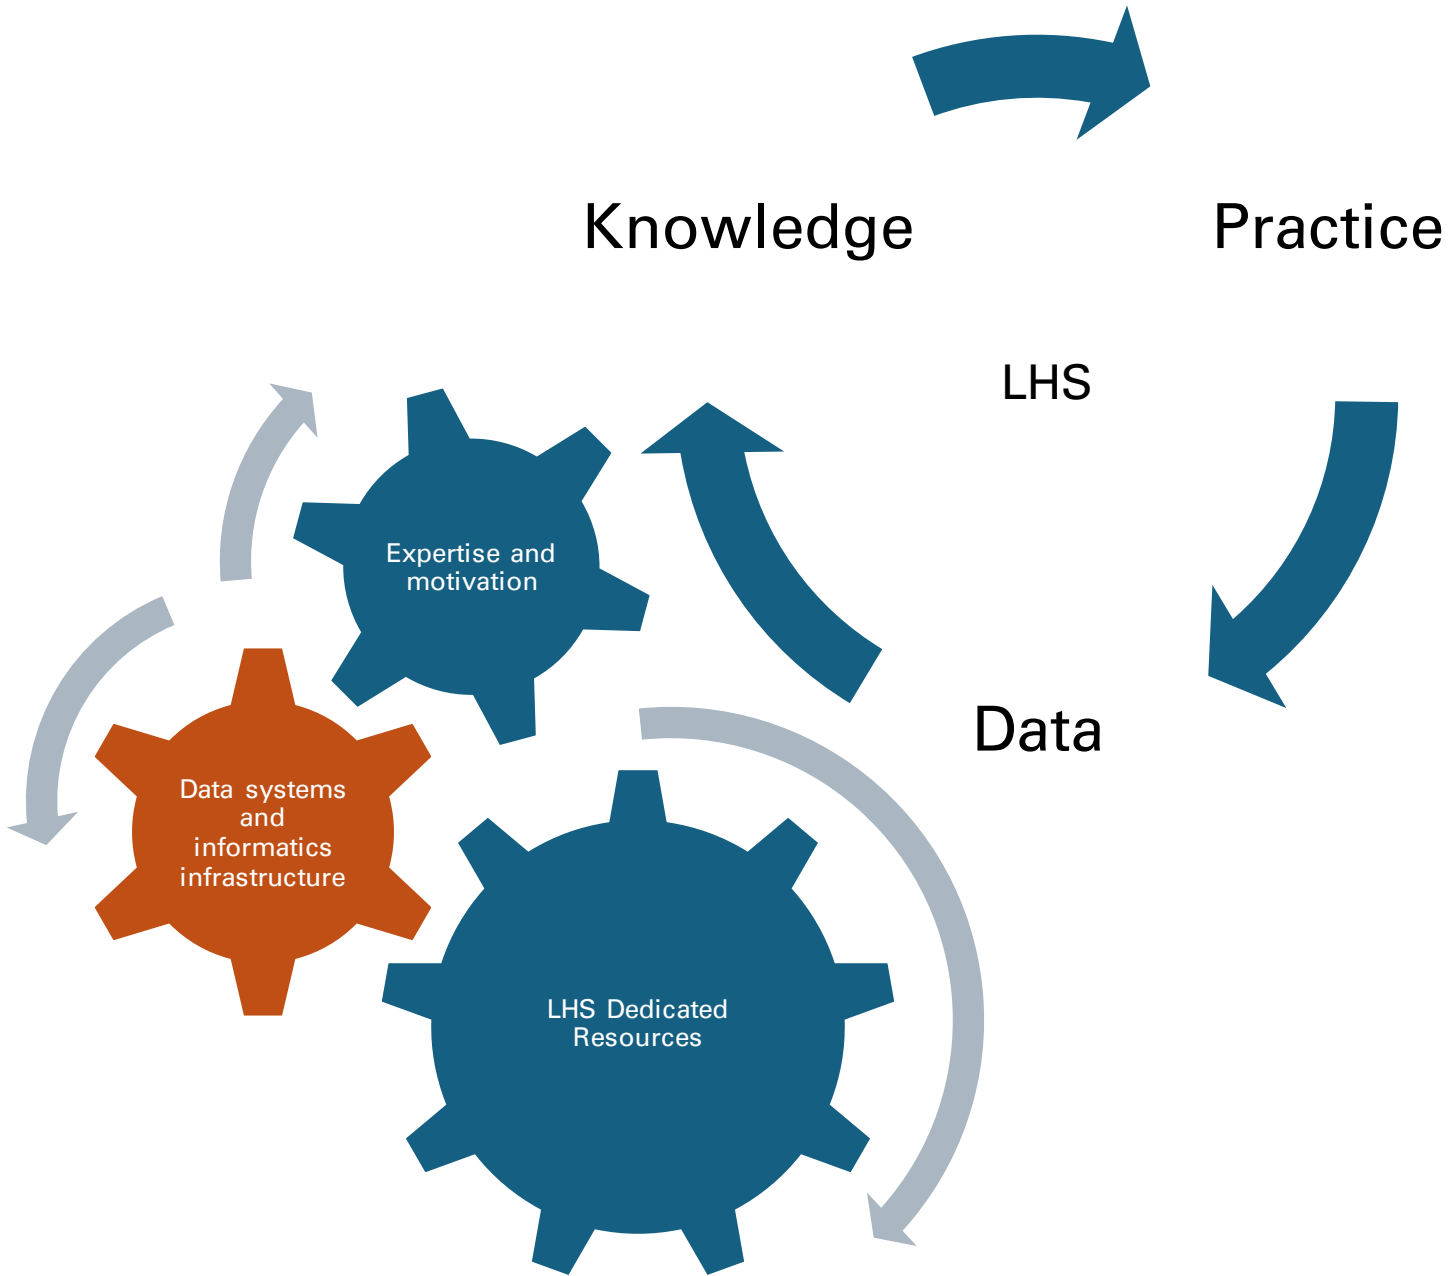 Knowledge
Practice
LHS
Expertise and
motivation
Data
Data systems
and
informatics
infrastructure
LHS Dedicated
Resources